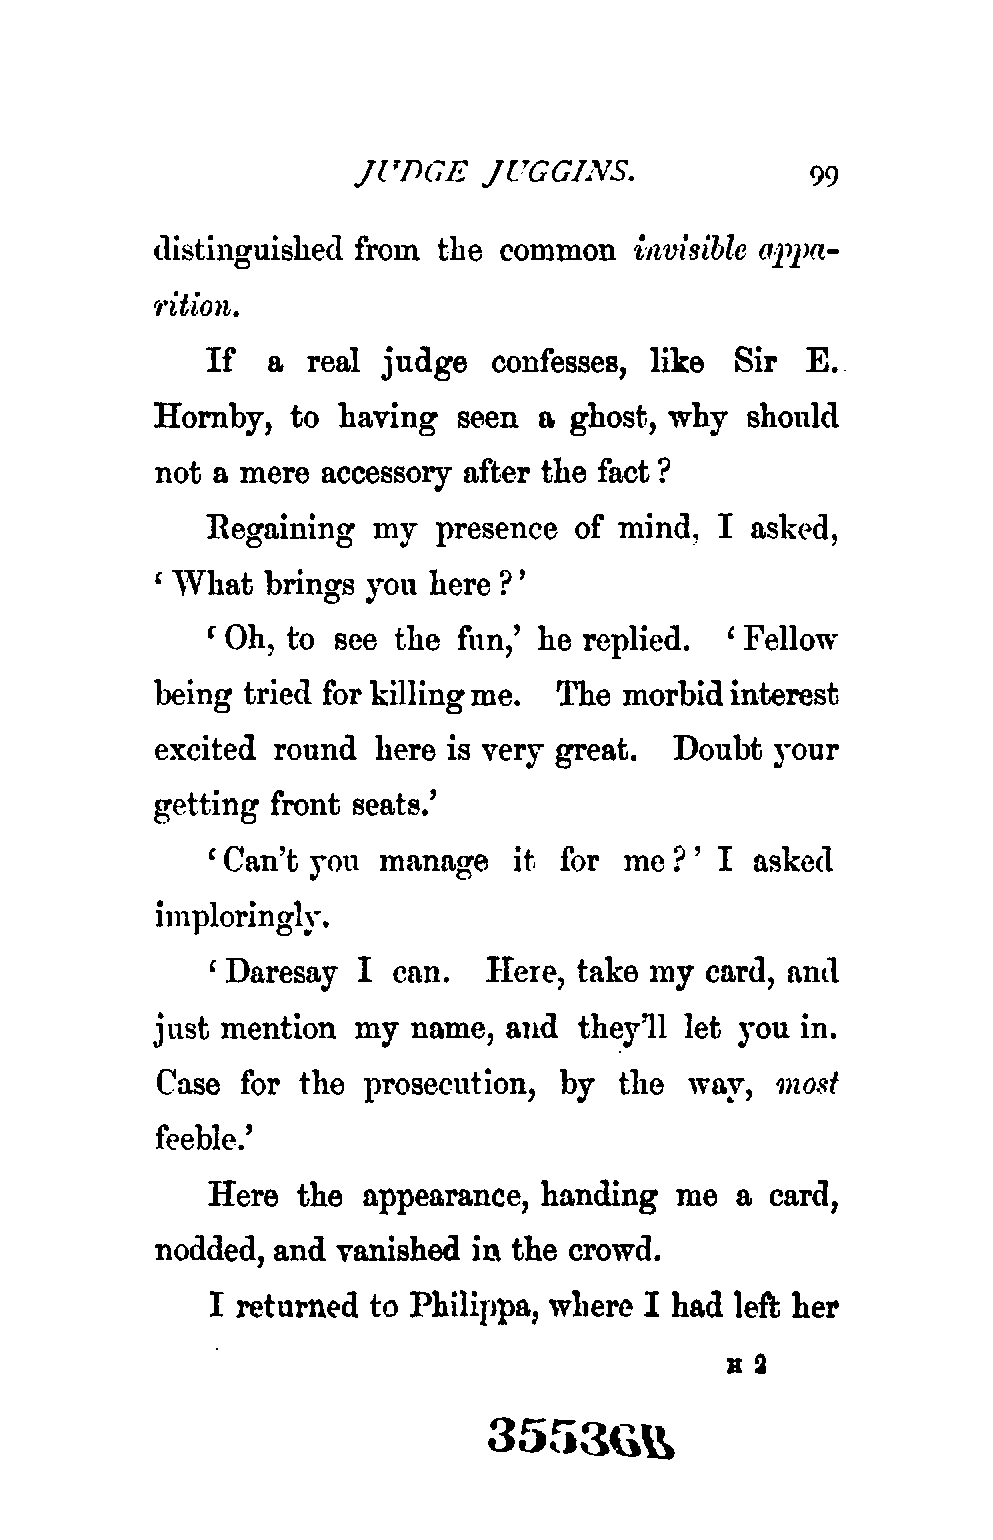 JUDGE JUGGINS. 99
distinguished from the common invisible appa-
rition.
If a real judge confesses, like Sir E.
Hornby, to having seen a ghost, why should
not a mere accessory after the fact?
Regaining my presence of mind, I asked,
‘What brings you here?’
‘Oh, to see the fun,’ he replied. ‘Fellow
being tried for killing me. The morbid interest
excited round here is very great. Doubt your
getting front seats.’
‘Can’t you manage it for me?’ I asked
imploringly.
‘Daresay I can. Here, take my card, and
just mention my name, and they’ll let you in.
Case for the prosecution, by the way, most
feeble.’
Here the appearance, handing me a card,
nodded, and vanished in the crowd.
I returned to Philippa, where I had left her
H 2